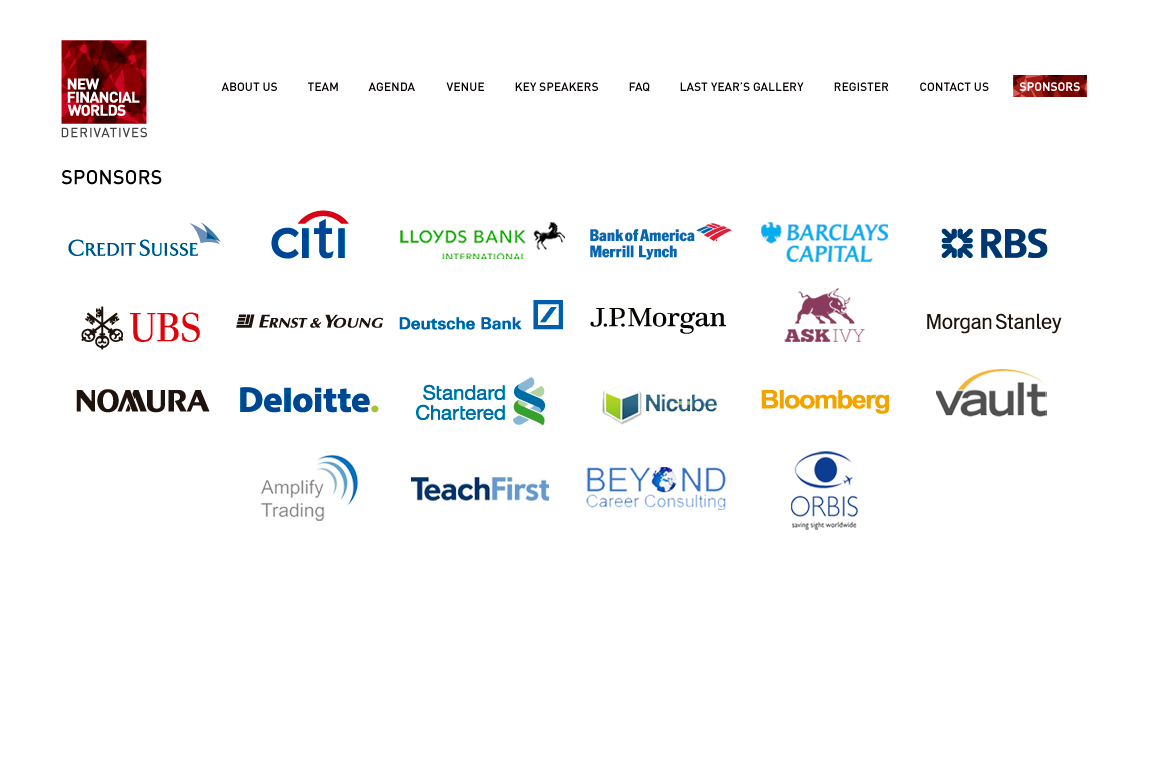 NEW
FINANCIAL
WORLDS
DERIVATIVES
ABOUT US TEAM AGENDA VENUE KEY SPEAKERS FAQ LAST YEAR'S GALLERY REGISTER CONTACT US SPONSORS
SPONSORS
CREDIT SUISSE
citi
LLOYDS BANK
INTERNATIONAL
Bank of America
Merrill Lynch
BARCLAYS
CAPITAL
RBS
UBS
ERNST & YOUNG
Deutsche Bank
J.P.Morgan
ASKIVY
Morgan Stanley
NOMURA
Deloitte.
Standard
Chartered
Nicube
Bloomberg
vault
Amplify
Trading
TeachFirst
BEYOND
Career Consulting
ORBIS
saving sight worldwide